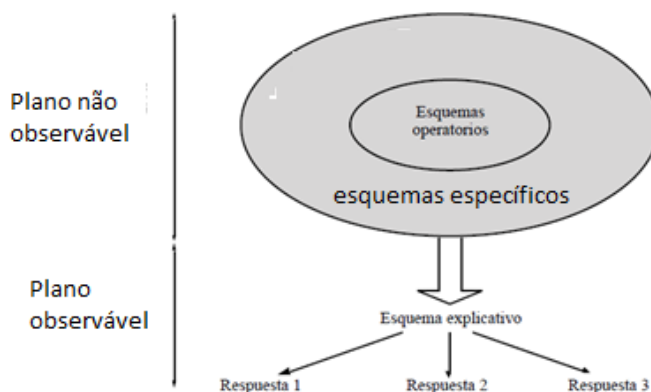 Plano não
observável
Esquemas
operatorios
esquemas específicos
Plano
observável
Esquema explicativo
Respuesta 1
Respuesta 2
Respuesta 3